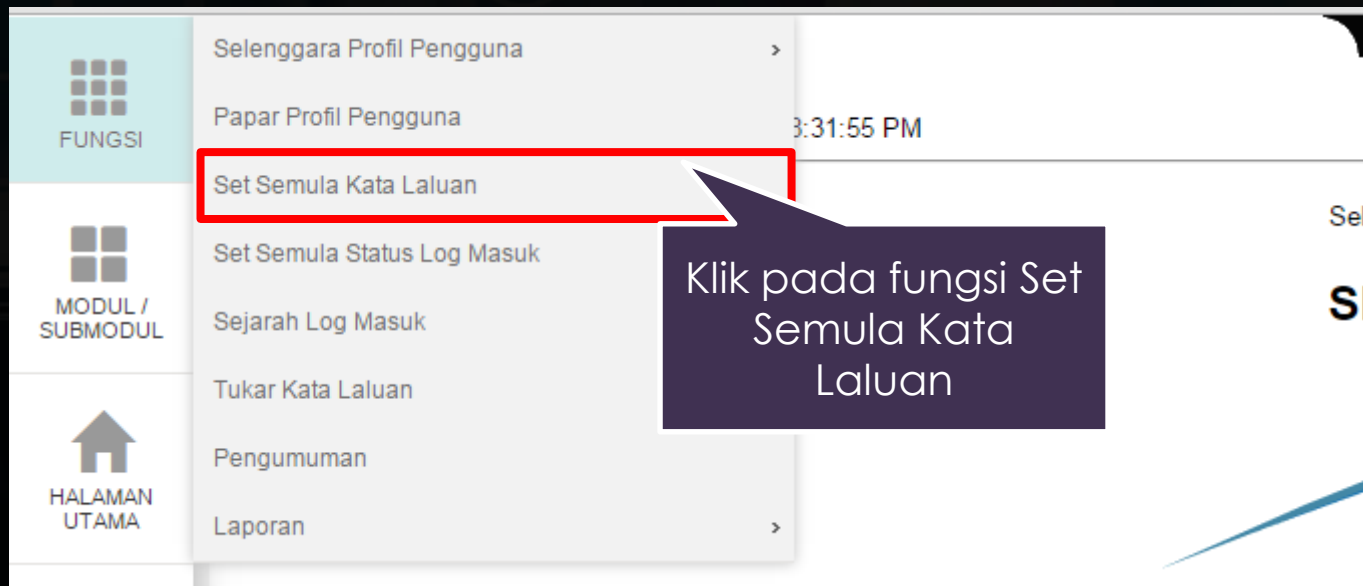 FUNGSI
MODUL /
SUBMODUL
HALAMAN
UTAMA
Selenggara Profil Pengguna
Papar Profil Pengguna
Set Semula Kata Laluan
Set Semula Status Log Masuk
Sejarah Log Masuk
Tukar Kata Laluan
Pengumuman
Laporan
:31:55 PM
Klik pada fungsi Set
Semula Kata
Laluan